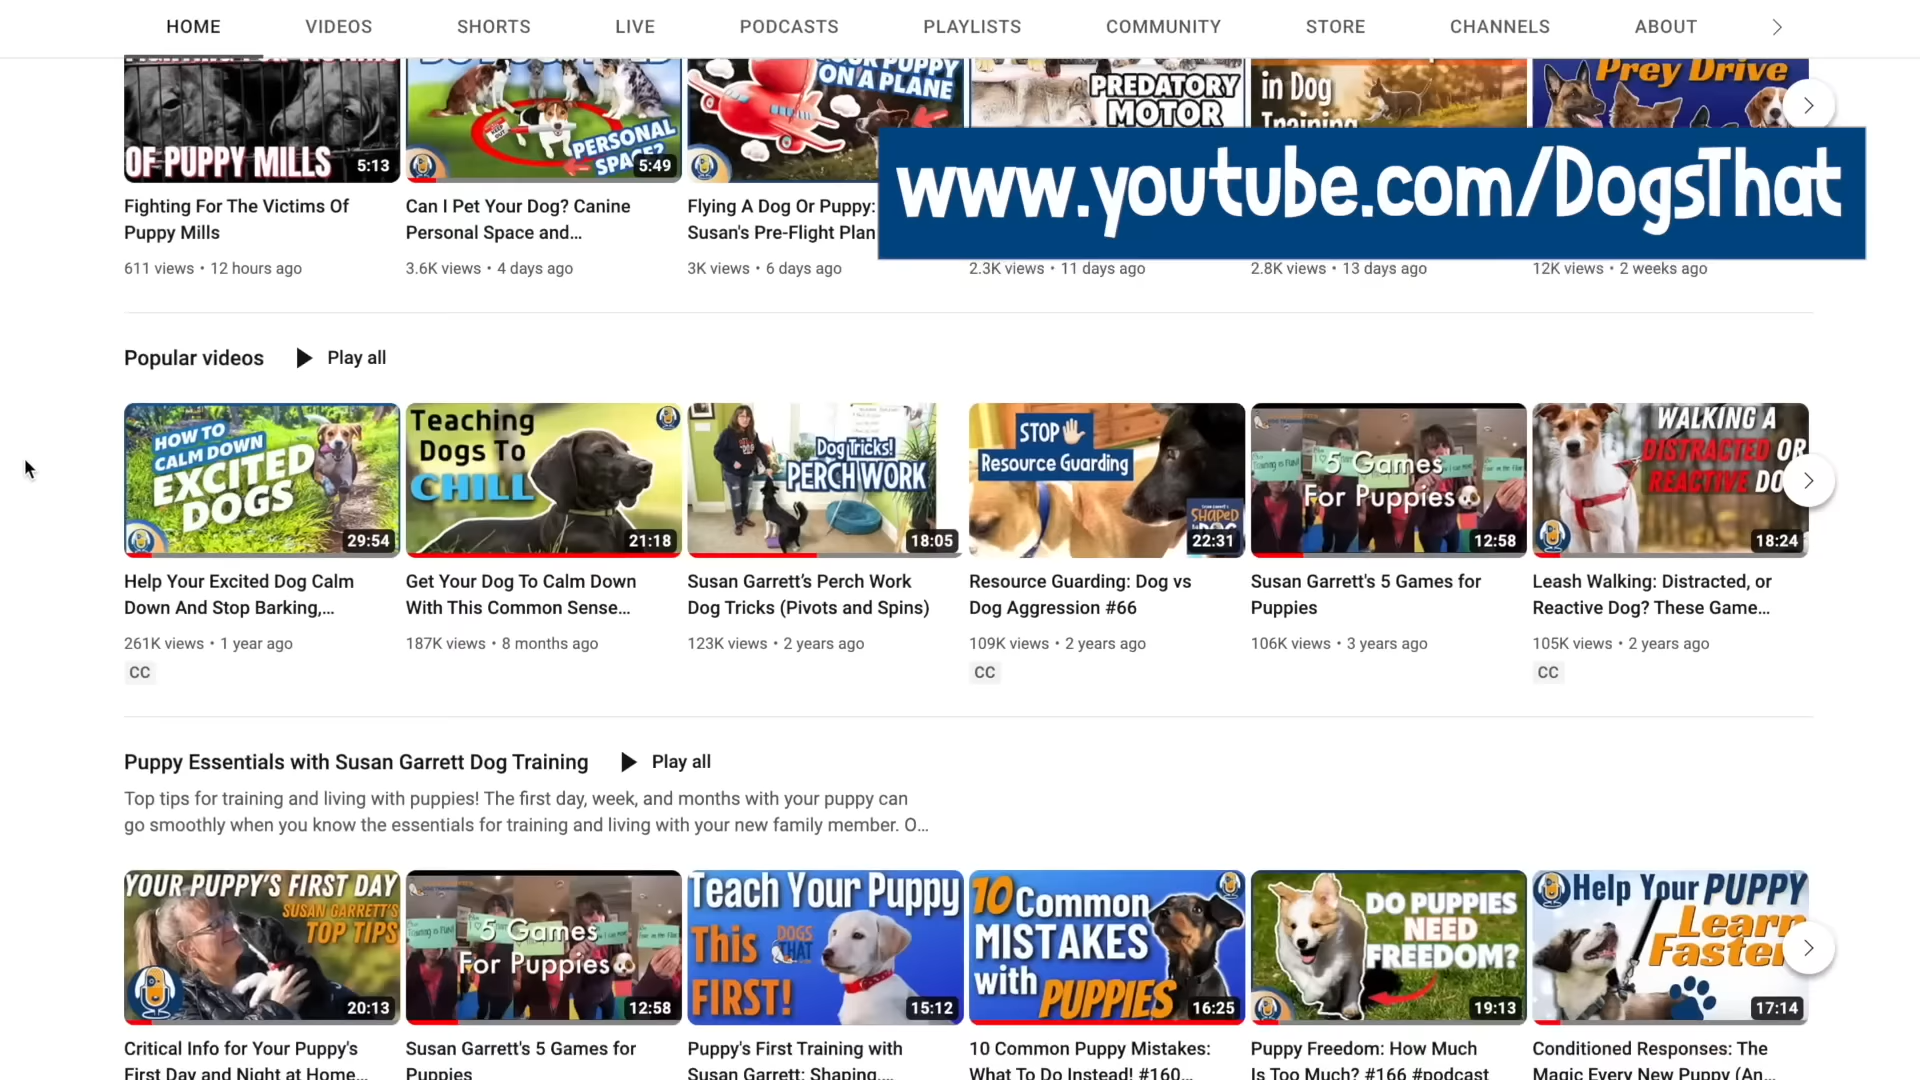 HOME VIDEOS SHORTS LIVE PODCASTS PLAYLISTS COMMUNITY STORE CHANNELS ABOUT
OF PUPPY MILLS
5:13
PERSONAL
SPACE?
5:49
YOUR PUPPY
ON A PLANE
PREDATORY
MOTOR
in Dog
Training
Prey Drive
www.youtube.com/DogsThat
Fighting For The Victims Of
Puppy Mills
611 views • 12 hours ago
Can I Pet Your Dog? Canine
Personal Space and...
3.6K views • 4 days ago
Flying A Dog Or Puppy:
Susan's Pre-Flight Plan
3K views • 6 days ago
2.3K views • 11 days ago
2.8K views • 13 days ago
12K views • 2 weeks ago
Popular videos
Play all
HOW TO
CALM DOWN
EXCITED
DOGS
29:54
Teaching
Dogs To
CHILL
21:18
Dog Tricks!
PERCH WORK
18:05
STOP
Resource Guarding
SHAPED
DOG
22:31
5 Games
For Puppies
12:58
WALKING A
DISTRACTED OR
REACTIVE DO
18:24
Help Your Excited Dog Calm
Down And Stop Barking,...
261K views • 1 year ago
CC
Get Your Dog To Calm Down
With This Common Sense...
187K views • 8 months ago
Susan Garrett’s Perch Work
Dog Tricks (Pivots and Spins)
123K views • 2 years ago
Resource Guarding: Dog vs
Dog Aggression #66
109K views • 2 years ago
CC
Susan Garrett's 5 Games for
Puppies
106K views • 3 years ago
Leash Walking: Distracted, or
Reactive Dog? These Game...
105K views • 2 years ago
CC
Puppy Essentials with Susan Garrett Dog Training
Play all
Top tips for training and living with puppies! The first day, week, and months with your puppy can
go smoothly when you know the essentials for training and living with your new family member. O...
YOUR PUPPY'S FIRST DAY
SUSAN GARRETT'S
TOP TIPS
20:13
5 Games
For Puppies
12:58
Teach Your Puppy
This
DOGS
THAT
FIRST!
15:12
10 Common
MISTAKES
with
PUPPIES
16:25
DO PUPPIES
NEED
FREEDOM?
19:13
Help Your PUPPY
Learn
Faster
17:14
Critical Info for Your Puppy's
First Day and Night at Home...
Susan Garrett's 5 Games for
Puppies
Puppy's First Training with
Susan Garrett: Shaping,...
10 Common Puppy Mistakes:
What To Do Instead! #160...
Puppy Freedom: How Much
Is Too Much? #166 #podcast
Conditioned Responses: The
Magic Every New Puppy (An...